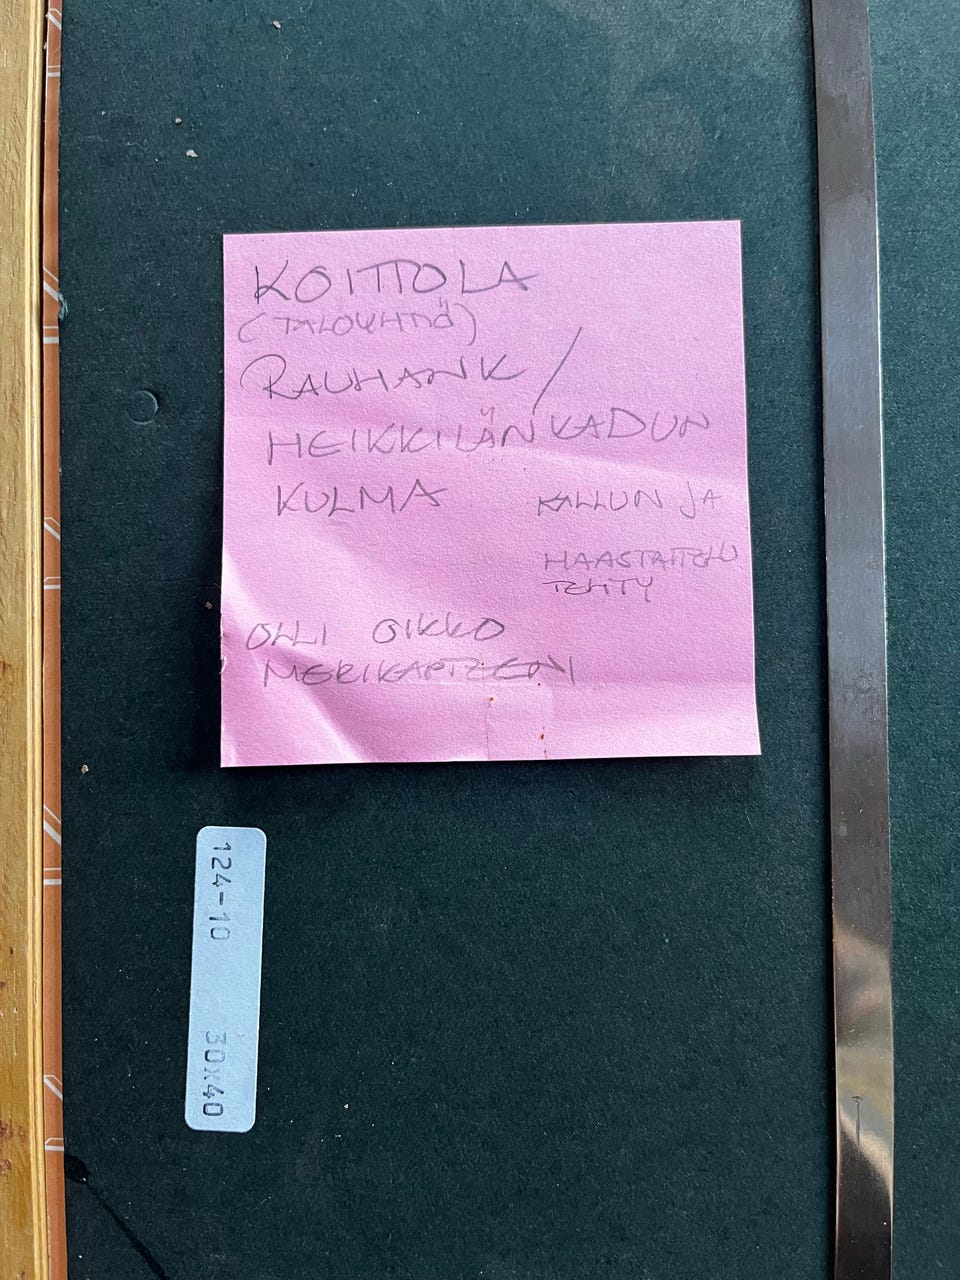 KOITTOLA
(TALOYHTIÖ)
RAUHANK /
HEIKKILÄNKADUN
KULMA
KALLUN JA
HAASTATTELU
TEHTY
OLLI OIKKO
MERIKAPTEENI
124-10 30x40